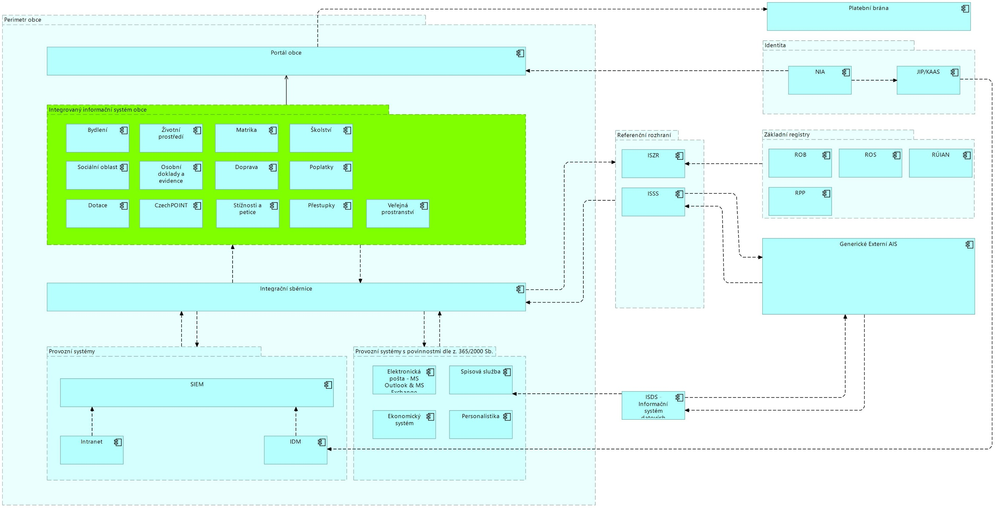 Platební brána
Perimetr obce
Portál obce
Identita
NIA
JIP/KAAS
Integrovaný informační systém obce
Bydlení
Životní
prostředí
Matrika
Školství
Sociální oblast
Osobní
doklady a
evidence
Doprava
Poplatky
Dotace
CzechPOINT
Stížnosti a
petice
Přestupky
Veřejná
prostranství
Referenční rozhraní
ISZR
ISSS
Základní registry
ROB
ROS
RÚIAN
RPP
Generické Externí AIS
Integrační sběrnice
Provozní systémy
SIEM
Intranet
IDM
Provozní systémy s povinnostmi dle z. 365/2000 Sb.
Elektronická
pošta - MS
Outlook & MS
Exchange
Spisová služba
Ekonomický
systém
Personalistika
ISDS -
Informační
systém
datových